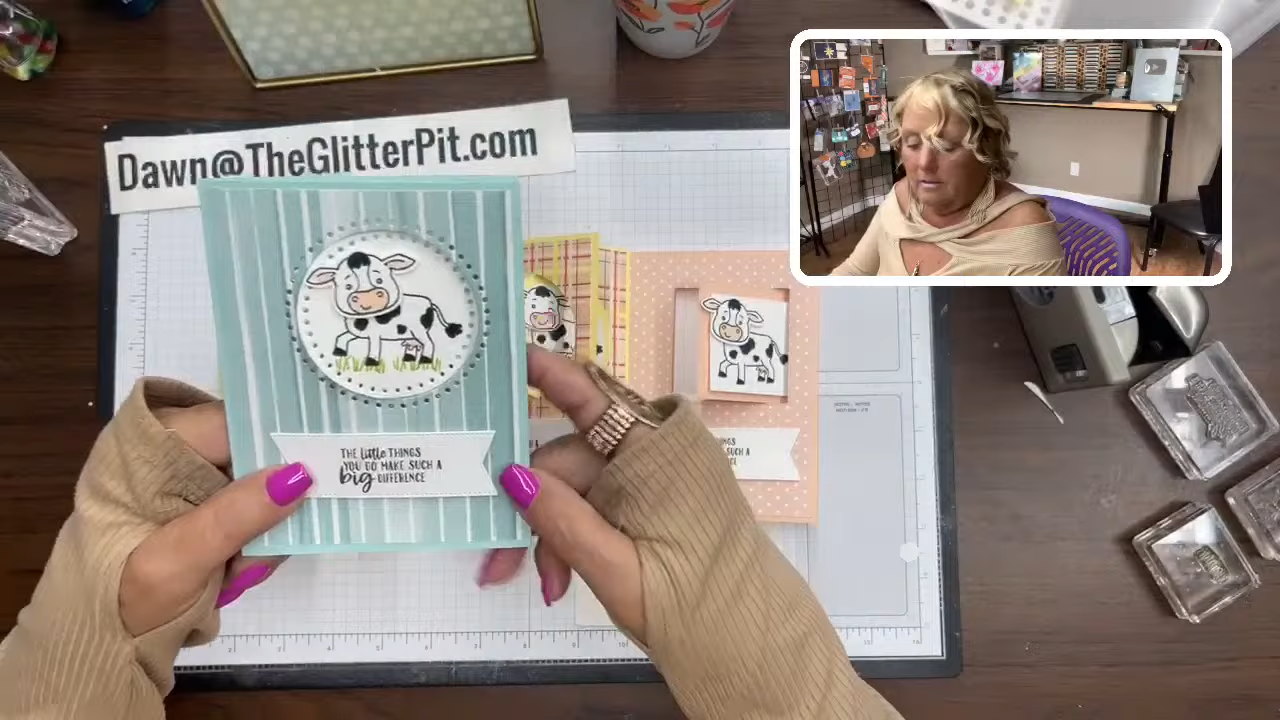 Dawn@TheGlitterPit.com
THE little THINGS
YOU DO MAKE SUCH A
big DIFFERENCE